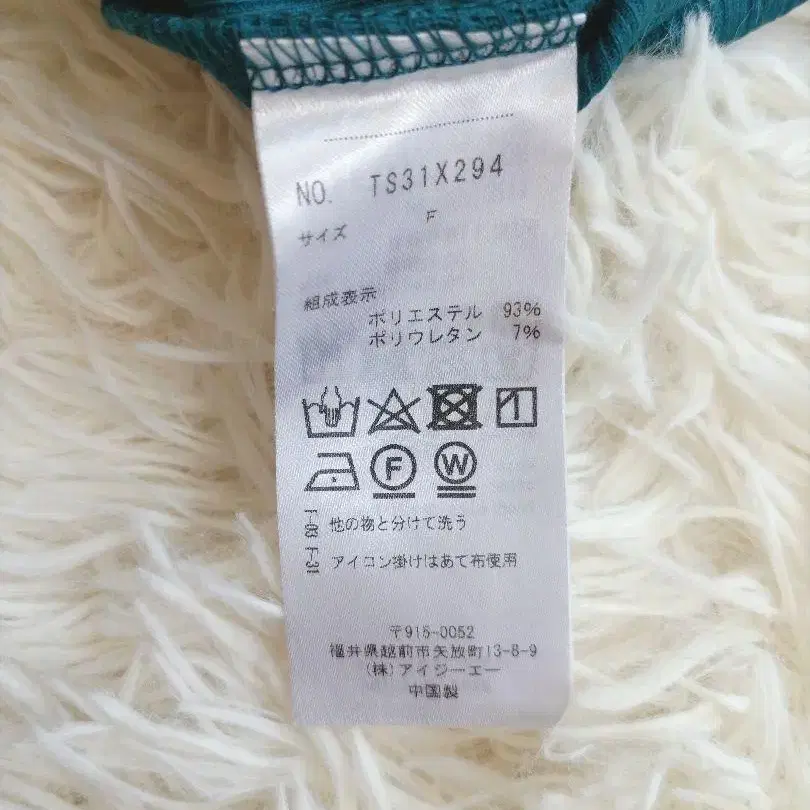 NO. TS31X294
サイズ F
組成表示
ポリエステル 93%
ポリウレタン 7%
F
W
他の物と分けて洗う
アイロン掛けはあて布使用
〒915-0052
福井県越前市矢放町13-8-9
(株)アイジーエー
中国製